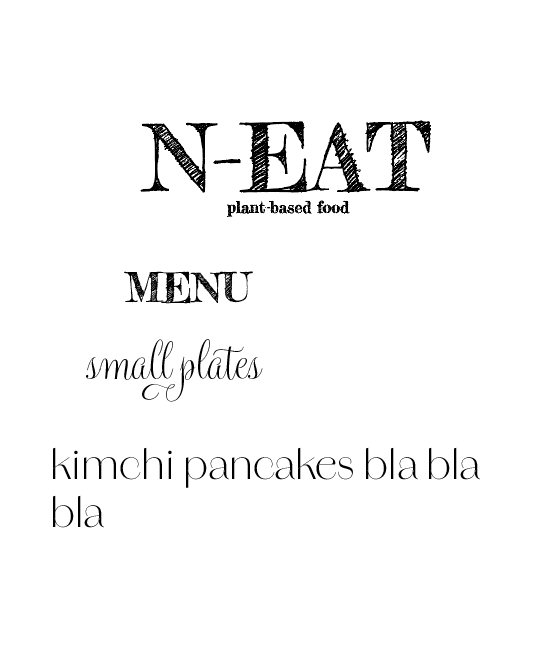 N-EAT
plant-based food
MENU
small plates
kimchi pancakes bla bla
bla